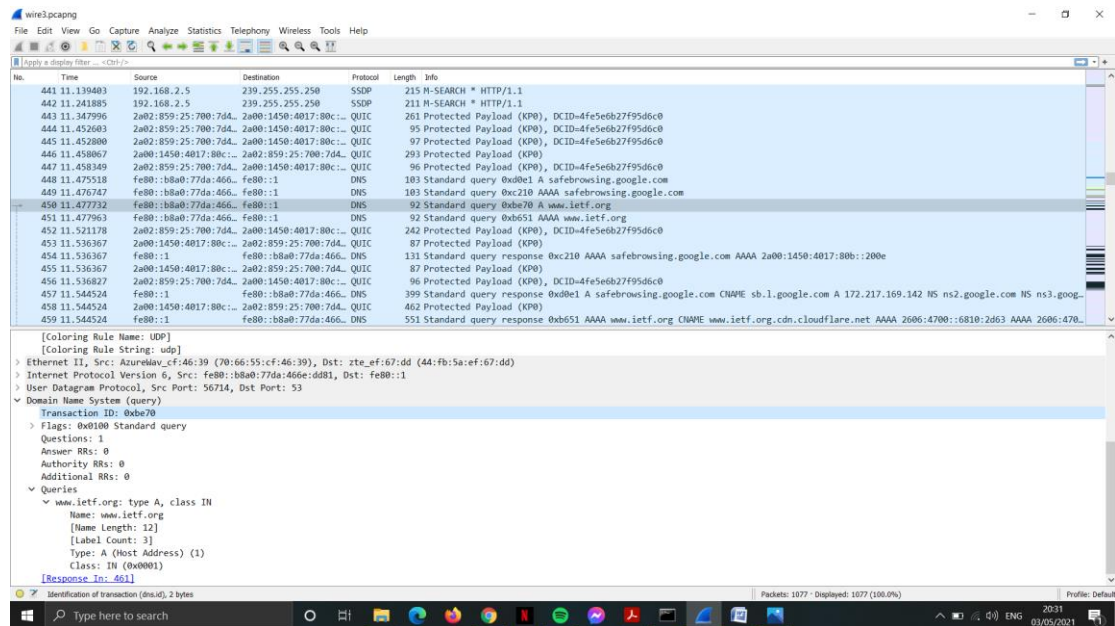 wire3.pcapng
File Edit View Go Capture Analyze Statistics Telephony Wireless Tools Help
Apply a display filter ... <Ctrl-/>
No. Time Source Destination Protocol Length Info
441 11.139403 192.168.2.5 239.255.255.250 SSDP 215 M-SEARCH * HTTP/1.1
442 11.241885 192.168.2.5 239.255.255.250 SSDP 211 M-SEARCH * HTTP/1.1
443 11.347996 2a02:859:25:700:7d4… 2a00:1450:4017:80c:… QUIC 261 Protected Payload (KP0), DCID=4fe5e6b27f95d6c0
444 11.452603 2a02:859:25:700:7d4… 2a00:1450:4017:80c:… QUIC 95 Protected Payload (KP0), DCID=4fe5e6b27f95d6c0
445 11.452800 2a02:859:25:700:7d4… 2a00:1450:4017:80c:… QUIC 97 Protected Payload (KP0), DCID=4fe5e6b27f95d6c0
446 11.458067 2a00:1450:4017:80c:… 2a02:859:25:700:7d4… QUIC 293 Protected Payload (KP0)
447 11.458349 2a02:859:25:700:7d4… 2a00:1450:4017:80c:… QUIC 96 Protected Payload (KP0), DCID=4fe5e6b27f95d6c0
448 11.475518 fe80::b8a0:77da:466… fe80::1 DNS 103 Standard query 0xd0e1 A safebrowsing.google.com
449 11.476747 fe80::b8a0:77da:466… fe80::1 DNS 103 Standard query 0xc210 AAAA safebrowsing.google.com
450 11.477732 fe80::b8a0:77da:466… fe80::1 DNS 92 Standard query 0xbe70 A www.ietf.org
451 11.477963 fe80::b8a0:77da:466… fe80::1 DNS 92 Standard query 0xb651 AAAA www.ietf.org
452 11.521178 2a02:859:25:700:7d4… 2a00:1450:4017:80c:… QUIC 242 Protected Payload (KP0), DCID=4fe5e6b27f95d6c0
453 11.536367 2a00:1450:4017:80c:… 2a02:859:25:700:7d4… QUIC 87 Protected Payload (KP0)
454 11.536367 fe80::1 fe80::b8a0:77da:466… DNS 131 Standard query response 0xc210 AAAA safebrowsing.google.com AAAA 2a00:1450:4017:80b::200e
455 11.536367 2a00:1450:4017:80c:… 2a02:859:25:700:7d4… QUIC 87 Protected Payload (KP0)
456 11.536827 2a02:859:25:700:7d4… 2a00:1450:4017:80c:… QUIC 96 Protected Payload (KP0), DCID=4fe5e6b27f95d6c0
457 11.544524 fe80::1 fe80::b8a0:77da:466… DNS 399 Standard query response 0xd0e1 A safebrowsing.google.com CNAME sb.l.google.com A 172.217.169.142 NS ns2.google.com NS ns3.goog…
458 11.544524 2a00:1450:4017:80c:… 2a02:859:25:700:7d4… QUIC 462 Protected Payload (KP0)
459 11.544524 fe80::1 fe80::b8a0:77da:466… DNS 551 Standard query response 0xb651 AAAA www.ietf.org CNAME www.ietf.org.cdn.cloudflare.net AAAA 2606:4700::6810:2d63 AAAA 2606:470…
[Coloring Rule Name: UDP]
[Coloring Rule String: udp]
Ethernet II, Src: AzureWav_cf:46:39 (70:66:55:cf:46:39), Dst: zte_ef:67:dd (44:fb:5a:ef:67:dd)
Internet Protocol Version 6, Src: fe80::b8a0:77da:466e:dd81, Dst: fe80::1
User Datagram Protocol, Src Port: 56714, Dst Port: 53
Domain Name System (query)
Transaction ID: 0xbe70
Flags: 0x0100 Standard query
Questions: 1
Answer RRs: 0
Authority RRs: 0
Additional RRs: 0
Queries
www.ietf.org: type A, class IN
Name: www.ietf.org
[Name Length: 12]
[Label Count: 3]
Type: A (Host Address) (1)
Class: IN (0x0001)
[Response In: 461]
Identification of transaction (dns.id), 2 bytes
Packets: 1077 · Displayed: 1077 (100.0%)
Profile: Default
Type here to search
ENG
20:31
03/05/2021